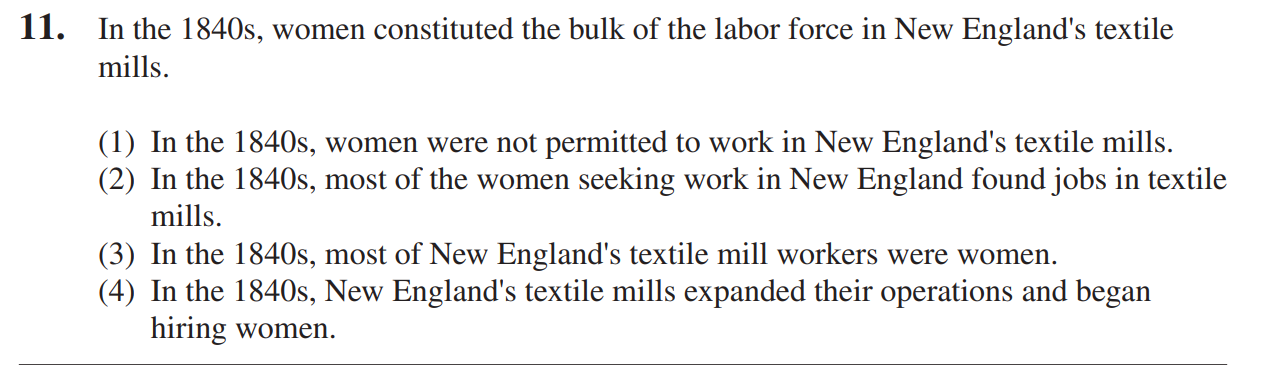 11. In the 1840s, women constituted the bulk of the labor force in New England's textile
mills.
(1) In the 1840s, women were not permitted to work in New England's textile mills.
(2) In the 1840s, most of the women seeking work in New England found jobs in textile
mills.
(3) In the 1840s, most of New England's textile mill workers were women.
(4) In the 1840s, New England's textile mills expanded their operations and began
hiring women.